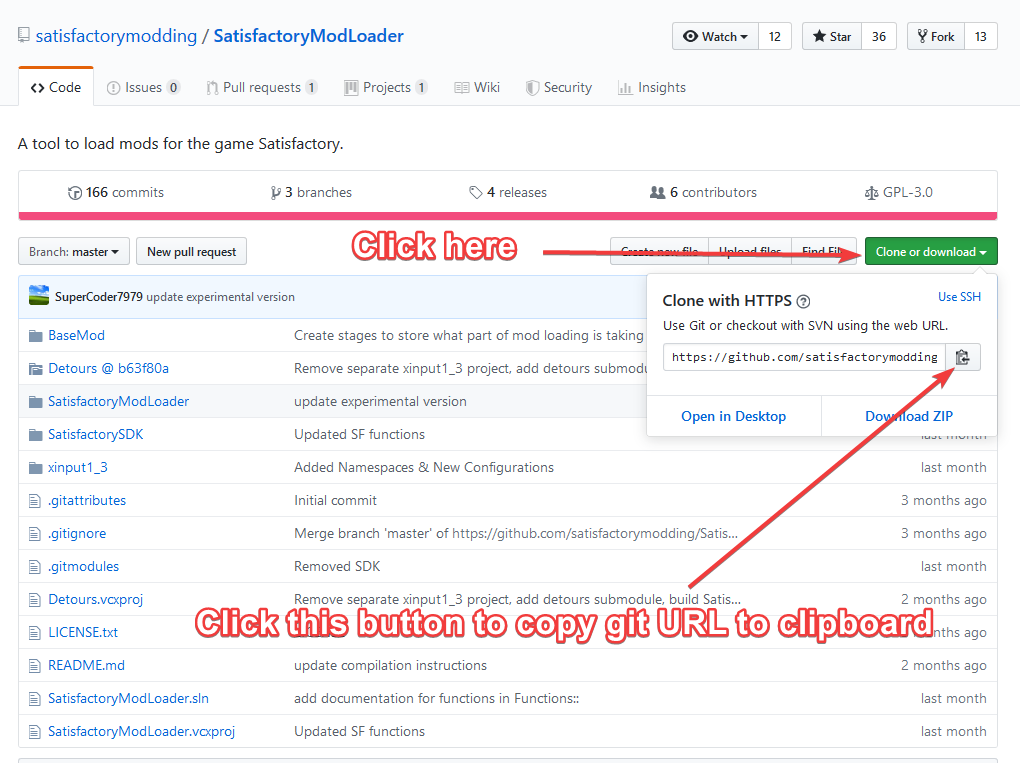 satisfactorymodding / SatisfactoryModLoader
Watch 12 Star 36 Fork 13
Code Issues 0 Pull requests 1 Projects 1 Wiki Security Insights
A tool to load mods for the game Satisfactory.
166 commits 3 branches 4 releases 6 contributors GPL-3.0
Branch: master New pull request Click here Create new file Upload files Find Clone or download
SuperCoder7979 update experimental version
Clone with HTTPS ? Use SSH
Use Git or checkout with SVN using the web URL.
https://github.com/satisfactorymodding
Open in Desktop Download ZIP
BaseMod Create stages to store what part of mod loading is taking
Detours @ b63f80a Remove separate xinput1_3 project, add detours submodu
SatisfactoryModLoader update experimental version
SatisfactorySDK Updated SF functions last month
xinput1_3 Added Namespaces & New Configurations last month
.gitattributes Initial commit 3 months ago
.gitignore Merge branch 'master' of https://github.com/satisfactorymodding/Satis... 3 months ago
.gitmodules Removed SDK last month
Detours.vcxproj Remove separate xinput1_3 project, add detours submodule, build Satis... 2 months ago
Click this button to copy git URL to clipboard
LICENSE.txt months ago
README.md update compilation instructions 2 months ago
SatisfactoryModLoader.sln add documentation for functions in Functions:: last month
SatisfactoryModLoader.vcxproj Updated SF functions last month